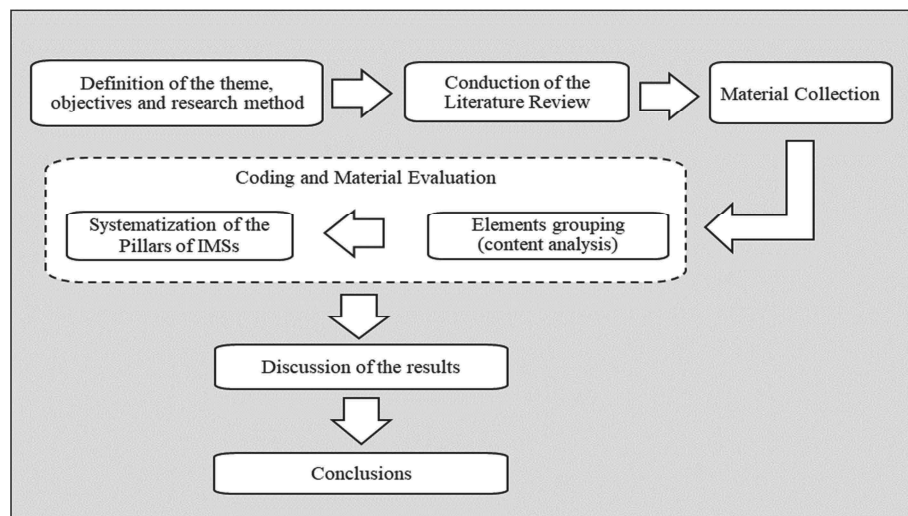 Definition of the theme,
objectives and research method
Conduction of the
Literature Review
Material Collection
Coding and Material Evaluation
Elements grouping
(content analysis)
Systematization of the
Pillars of IMSs
Discussion of the results
Conclusions